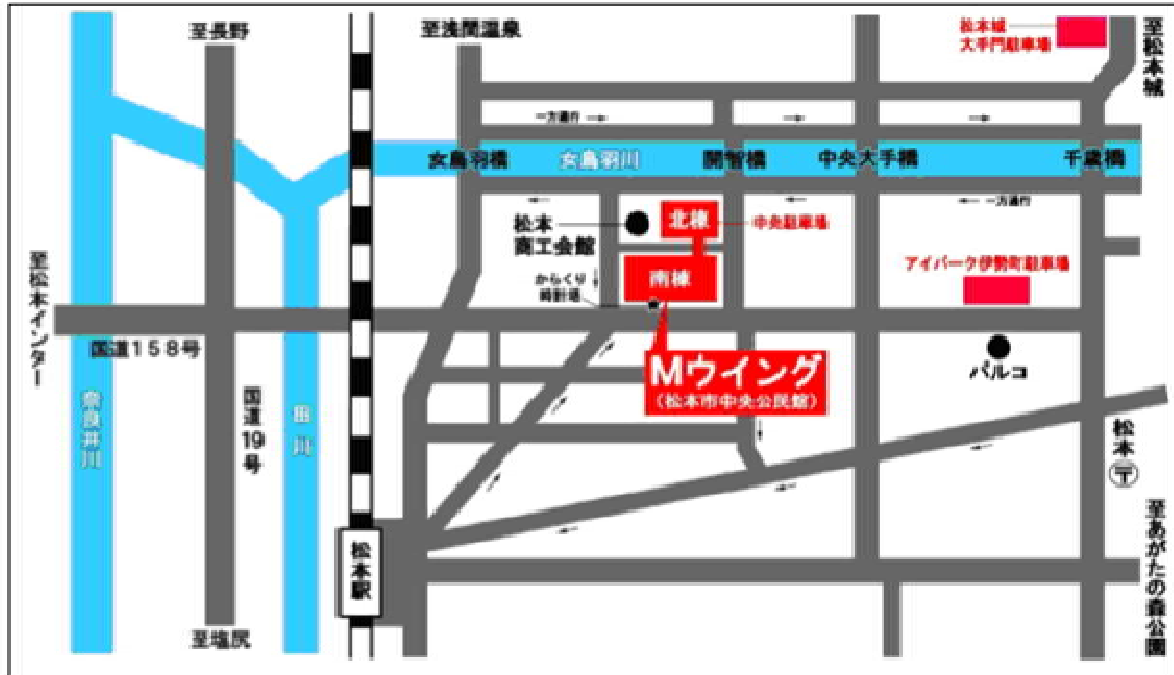 至長野
至浅間温泉
松本城
大手門駐車場
至松本城
一方通行
女鳥羽橋
女鳥羽川
開智橋
中央大手橋
千歳橋
一方通行
松本
商工会館
北棟
中央駐車場
アイパーク伊勢町駐車場
からくり
時計塔
南棟
至松本インター
国道158号
Mウイング
(松本市中央公民館)
パルコ
奈良井川
国道19号
田川
松本〒
松本駅
至あがたの森公園
至塩尻